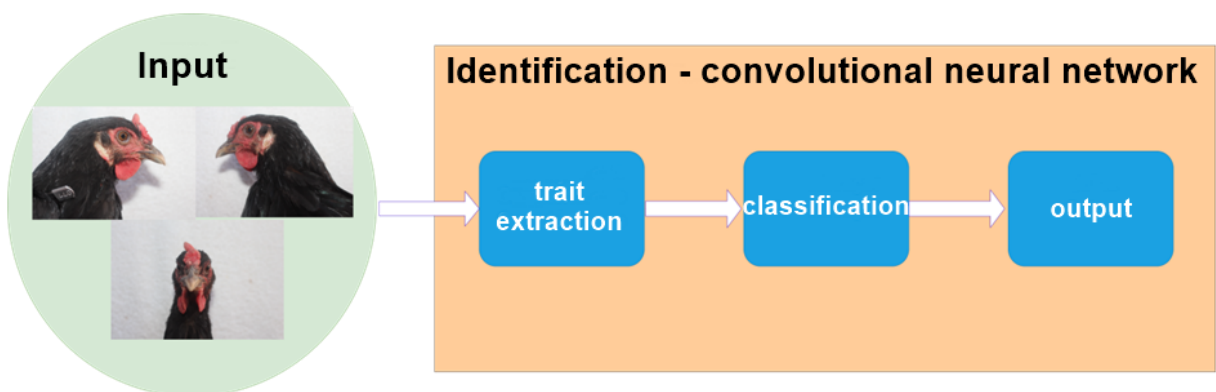 Input
Identification - convolutional neural network
trait
extraction
classification
output